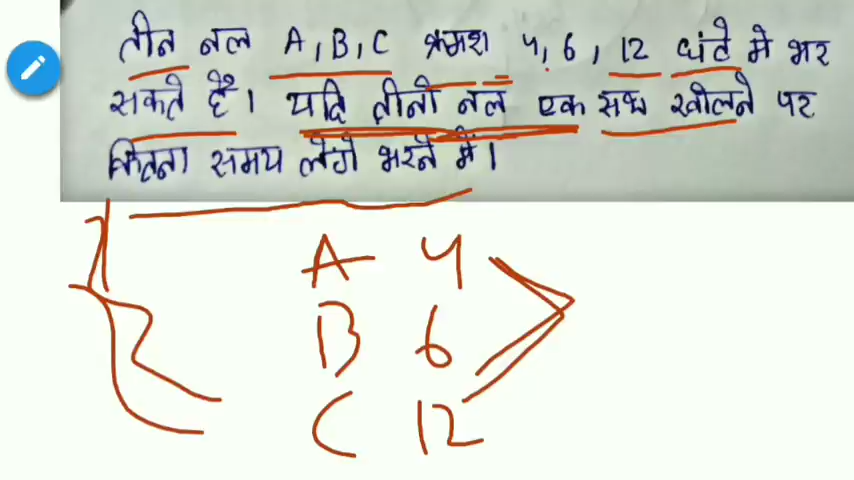 तीन नल A, B, C क्रमश 4, 6, 12 घंटे मे भर
सकते है। यदि तीनो नल एक सथ खोलने पर
कितना समय लेंगे भरने में।
A 4
B 6
C 12